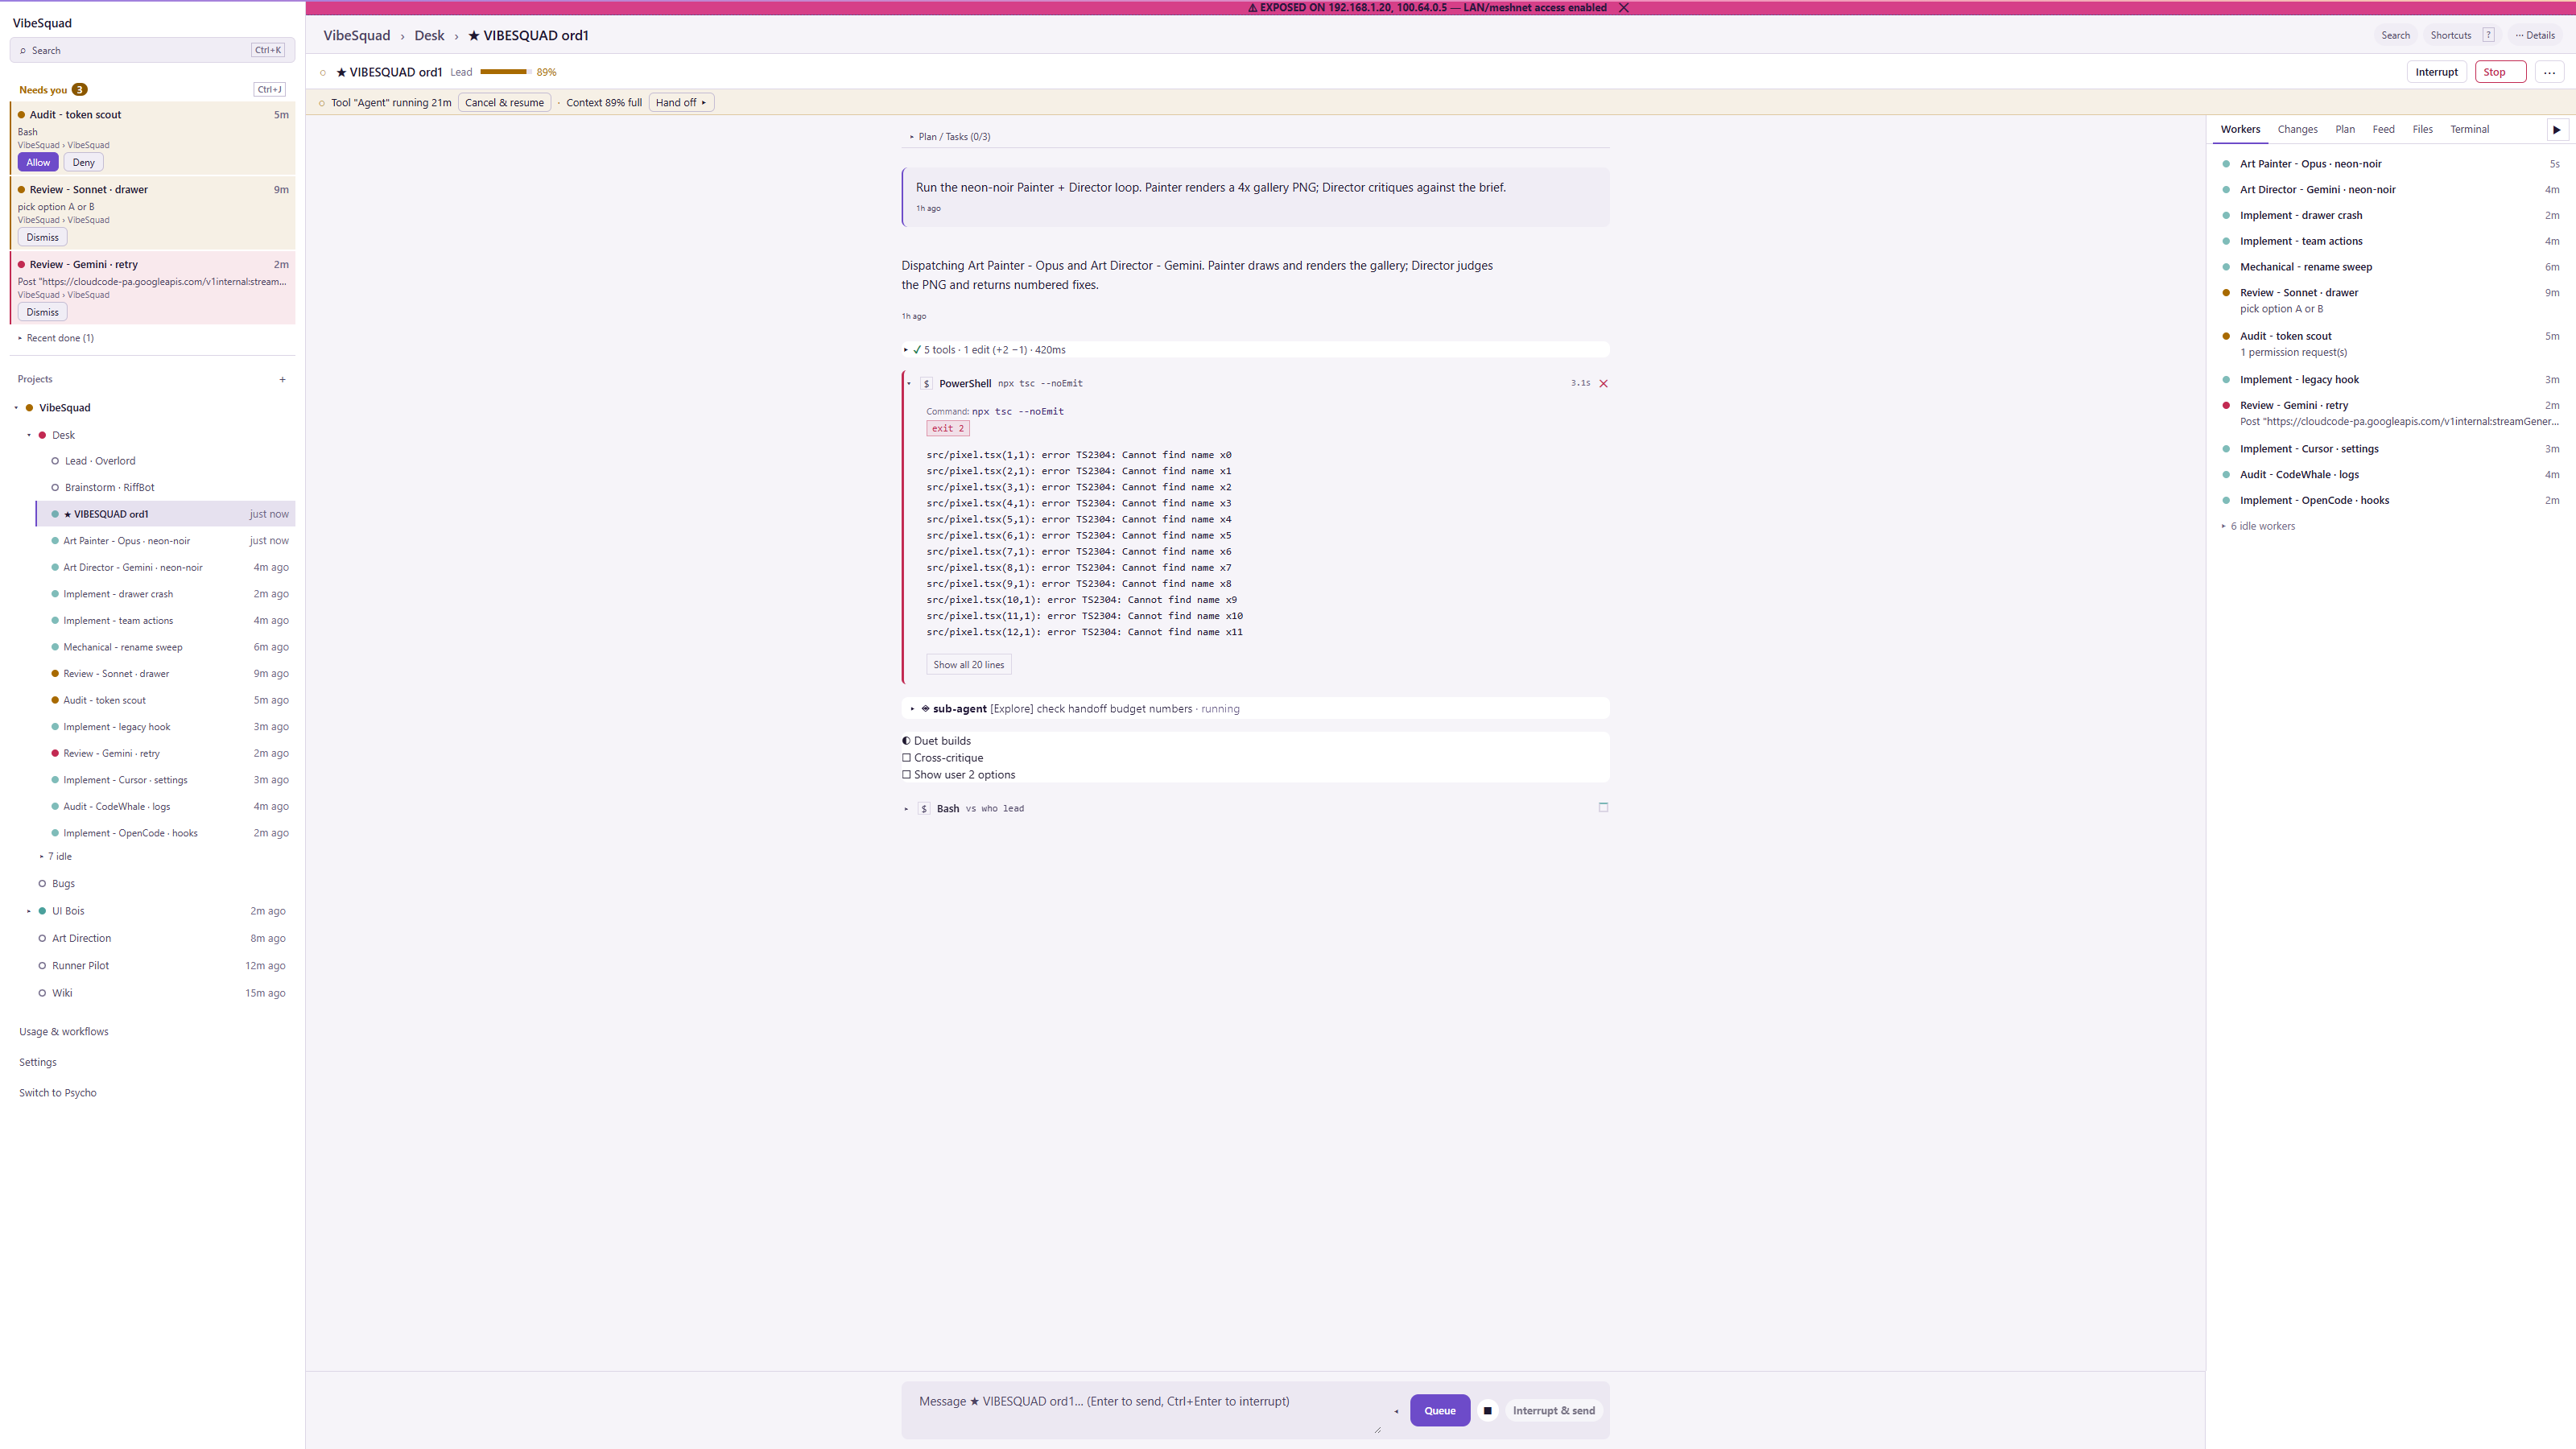 ⚠ EXPOSED ON 192.168.1.20, 100.64.0.5 — LAN/meshnet access enabled
VibeSquad
Search Ctrl+K
Needs you 3 Ctrl+J
Audit - token scout 5m
Bash
VibeSquad › VibeSquad
Allow Deny
Review - Sonnet · drawer 9m
pick option A or B
VibeSquad › VibeSquad
Dismiss
Review - Gemini · retry 2m
Post "https://cloudcode-pa.googleapis.com/v1internal:stream...
VibeSquad › VibeSquad
Dismiss
Recent done (1)
Projects +
VibeSquad
Desk
Lead · Overlord
Brainstorm · RiffBot
★ VIBESQUAD ord1 just now
Art Painter - Opus · neon-noir just now
Art Director - Gemini · neon-noir 4m ago
Implement - drawer crash 2m ago
Implement - team actions 4m ago
Mechanical - rename sweep 6m ago
Review - Sonnet · drawer 9m ago
Audit - token scout 5m ago
Implement - legacy hook 3m ago
Review - Gemini · retry 2m ago
Implement - Cursor · settings 3m ago
Audit - CodeWhale · logs 4m ago
Implement - OpenCode · hooks 2m ago
7 idle
Bugs
UI Bois 2m ago
Art Direction 8m ago
Runner Pilot 12m ago
Wiki 15m ago
Usage & workflows
Settings
Switch to Psycho
VibeSquad › Desk › ★ VIBESQUAD ord1
Search Shortcuts ? ··· Details
★ VIBESQUAD ord1 Lead 89%
Interrupt Stop ...
Tool "Agent" running 21m Cancel & resume · Context 89% full Hand off ▸
Plan / Tasks (0/3)
Run the neon-noir Painter + Director loop. Painter renders a 4x gallery PNG; Director critiques against the brief.
1h ago
Dispatching Art Painter - Opus and Art Director - Gemini. Painter draws and renders the gallery; Director judges
the PNG and returns numbered fixes.
1h ago
✓ 5 tools · 1 edit (+2 −1) · 420ms
$ PowerShell npx tsc --noEmit 3.1s
Command: npx tsc --noEmit
exit 2
src/pixel.tsx(1,1): error TS2304: Cannot find name x0
src/pixel.tsx(2,1): error TS2304: Cannot find name x1
src/pixel.tsx(3,1): error TS2304: Cannot find name x2
src/pixel.tsx(4,1): error TS2304: Cannot find name x3
src/pixel.tsx(5,1): error TS2304: Cannot find name x4
src/pixel.tsx(6,1): error TS2304: Cannot find name x5
src/pixel.tsx(7,1): error TS2304: Cannot find name x6
src/pixel.tsx(8,1): error TS2304: Cannot find name x7
src/pixel.tsx(9,1): error TS2304: Cannot find name x8
src/pixel.tsx(10,1): error TS2304: Cannot find name x9
src/pixel.tsx(11,1): error TS2304: Cannot find name x10
src/pixel.tsx(12,1): error TS2304: Cannot find name x11
Show all 20 lines
sub-agent [Explore] check handoff budget numbers · running
◐ Duet builds
☐ Cross-critique
☐ Show user 2 options
$ Bash vs who lead
Message ★ VIBESQUAD ord1... (Enter to send, Ctrl+Enter to interrupt)
Queue Interrupt & send
Workers Changes Plan Feed Files Terminal
Art Painter - Opus · neon-noir 5s
Art Director - Gemini · neon-noir 4m
Implement - drawer crash 2m
Implement - team actions 4m
Mechanical - rename sweep 6m
Review - Sonnet · drawer 9m
pick option A or B
Audit - token scout 5m
1 permission request(s)
Implement - legacy hook 3m
Review - Gemini · retry 2m
Post "https://cloudcode-pa.googleapis.com/v1internal:streamGener...
Implement - Cursor · settings 3m
Audit - CodeWhale · logs 4m
Implement - OpenCode · hooks 2m
6 idle workers